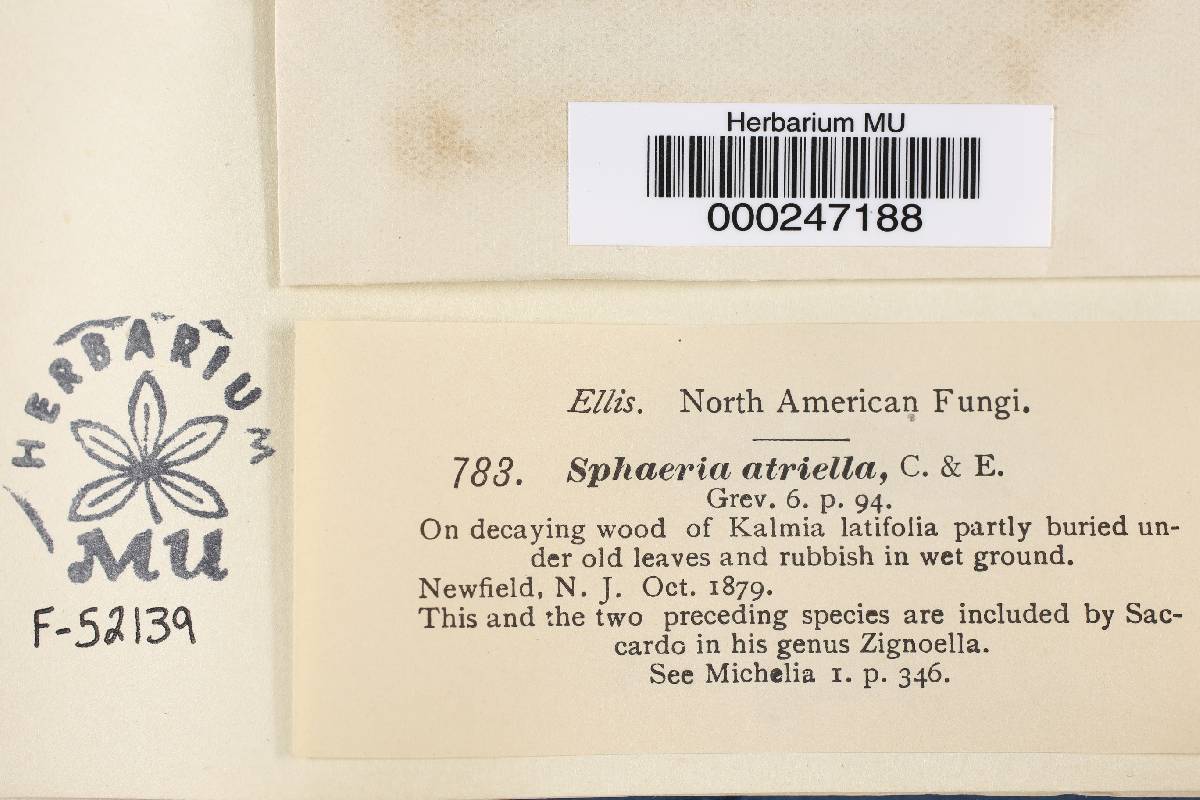 Herbarium MU
000247188
HERBARIUM
MU
F-52139
Ellis. North American Fungi.
783. Sphaeria atriella, C. & E.
Grev. 6. p. 94.
On decaying wood of Kalmia latifolia partly buried un-
der old leaves and rubbish in wet ground.
Newfield, N. J. Oct. 1879.
This and the two preceding species are included by Sac-
cardo in his genus Zignoella.
See Michelia 1. p. 346.